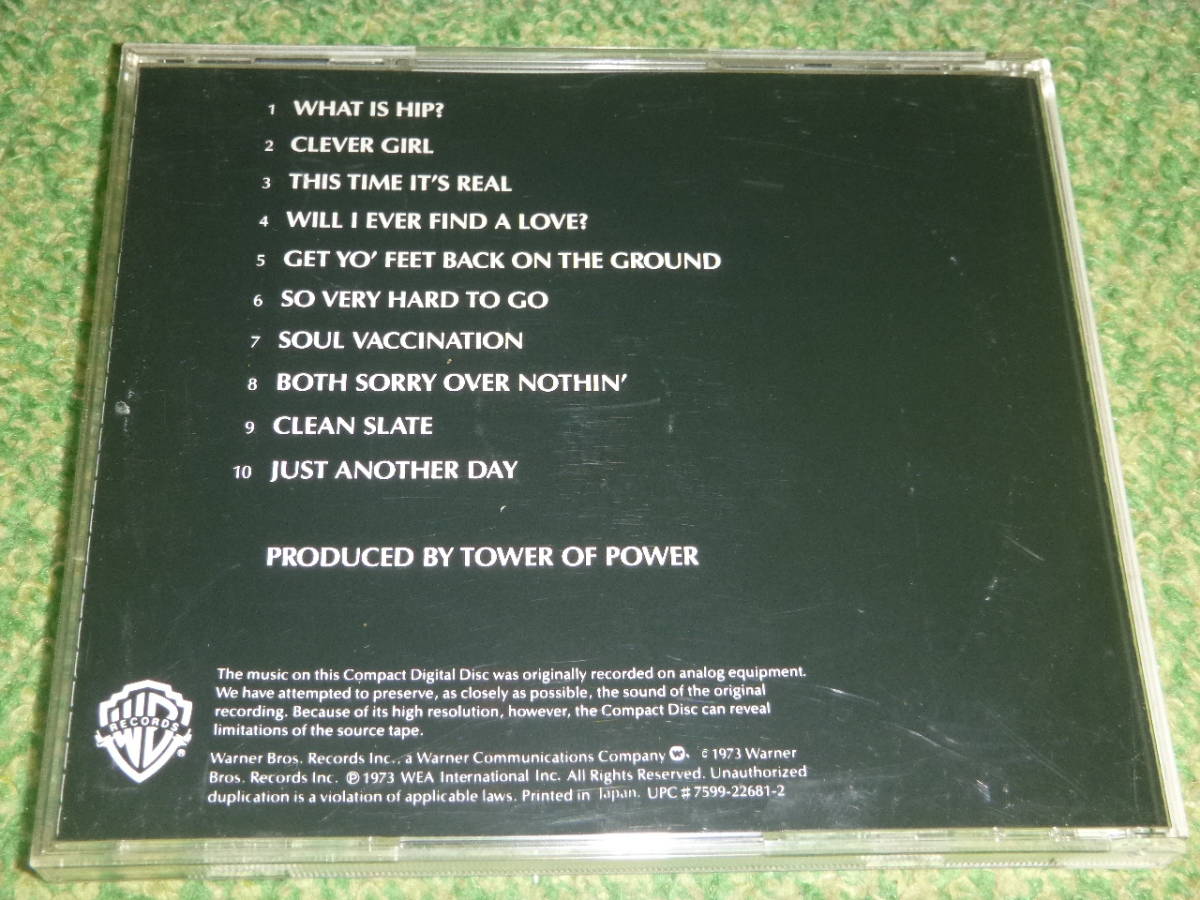 1 WHAT IS HIP?
2 CLEVER GIRL
3 THIS TIME IT'S REAL
4 WILL I EVER FIND A LOVE?
5 GET YO' FEET BACK ON THE GROUND
6 SO VERY HARD TO GO
7 SOUL VACCINATION
8 BOTH SORRY OVER NOTHIN'
9 CLEAN SLATE
10 JUST ANOTHER DAY
PRODUCED BY TOWER OF POWER
The music on this Compact Digital Disc was originally recorded on analog equipment.
We have attempted to preserve, as closely as possible, the sound of the original
recording. Because of its high resolution, however, the Compact Disc can reveal
limitations of the source tape.
WB RECORDS ®
Warner Bros. Records Inc., a Warner Communications Company. © 1973 Warner
Bros. Records Inc. ℗ 1973 WEA International Inc. All Rights Reserved. Unauthorized
duplication is a violation of applicable laws. Printed in Japan. UPC #7599-22681-2